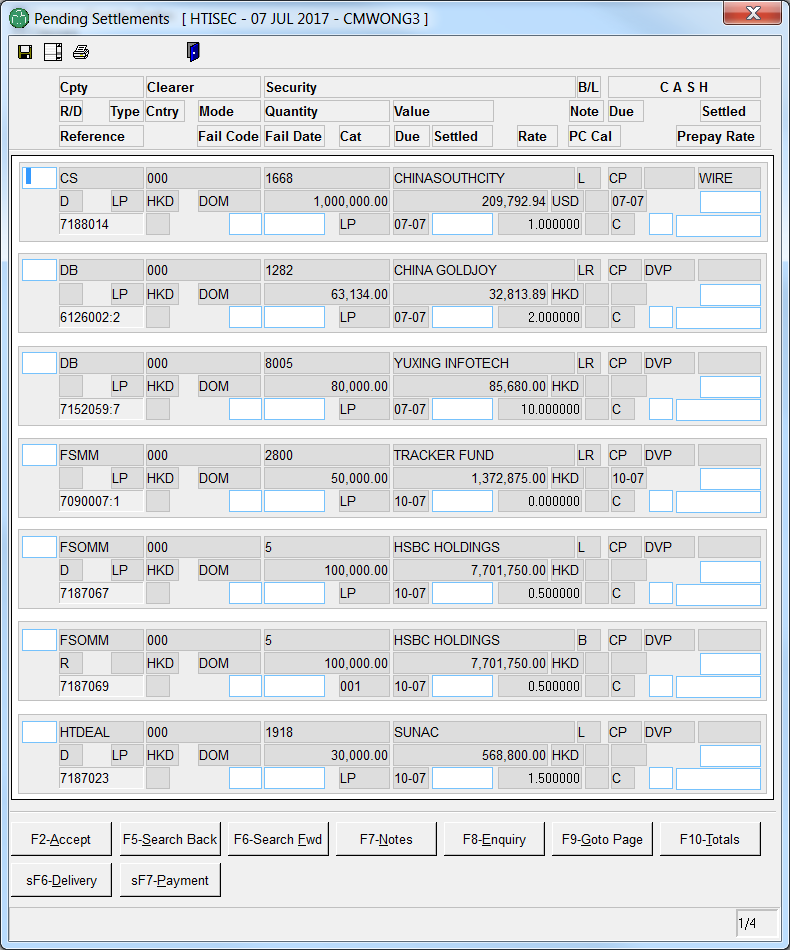 Pending Settlements [ HTISEC - 07 JUL 2017 - CMWONG3 ]
Cpty Clearer Security B/L C A S H
R/D Type Cntry Mode Quantity Value Note Due Settled
Reference Fail Code Fail Date Cat Due Settled Rate PC Cal Prepay Rate
CS 000 1668 CHINASOUTHCITY L CP WIRE
D LP HKD DOM 1,000,000.00 209,792.94 USD 07-07
7188014 LP 07-07 1.000000 C
DB 000 1282 CHINA GOLDJOY LR CP DVP
LP HKD DOM 63,134.00 32,813.89 HKD
6126002:2 LP 07-07 2.000000 C
DB 000 8005 YUXING INFOTECH LR CP DVP
LP HKD DOM 80,000.00 85,680.00 HKD
7152059:7 LP 07-07 10.000000 C
FSMM 000 2800 TRACKER FUND LR CP DVP
LP HKD DOM 50,000.00 1,372,875.00 HKD 10-07
7090007:1 LP 10-07 0.000000 C
FSOMM 000 5 HSBC HOLDINGS L CP DVP
D LP HKD DOM 100,000.00 7,701,750.00 HKD
7187067 LP 10-07 0.500000 C
FSOMM 000 5 HSBC HOLDINGS B CP DVP
R HKD DOM 100,000.00 7,701,750.00 HKD
7187069 001 10-07 0.500000 C
HTDEAL 000 1918 SUNAC L CP DVP
D LP HKD DOM 30,000.00 568,800.00 HKD
7187023 LP 10-07 1.500000 C
F2-Accept F5-Search Back F6-Search Fwd F7-Notes F8-Enquiry F9-Goto Page F10-Totals
sF6-Delivery sF7-Payment
1/4